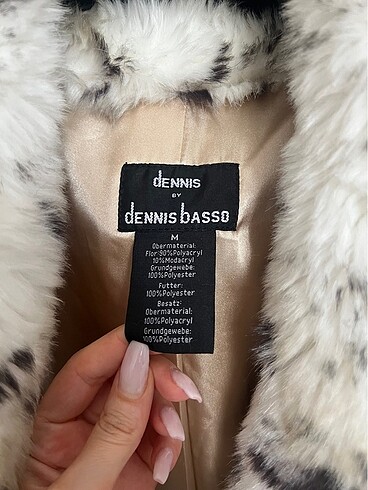 dENNIS
BY
dENNIS basso
M
Obermaterial:
Flor:90%Polyacryl
10%Modacryl
Grundgewebe:
100%Polyester
Futter:
100%Polyester
Besatz:
Obermaterial:
100%Polyacryl
Grundgewebe:
100%Polyester